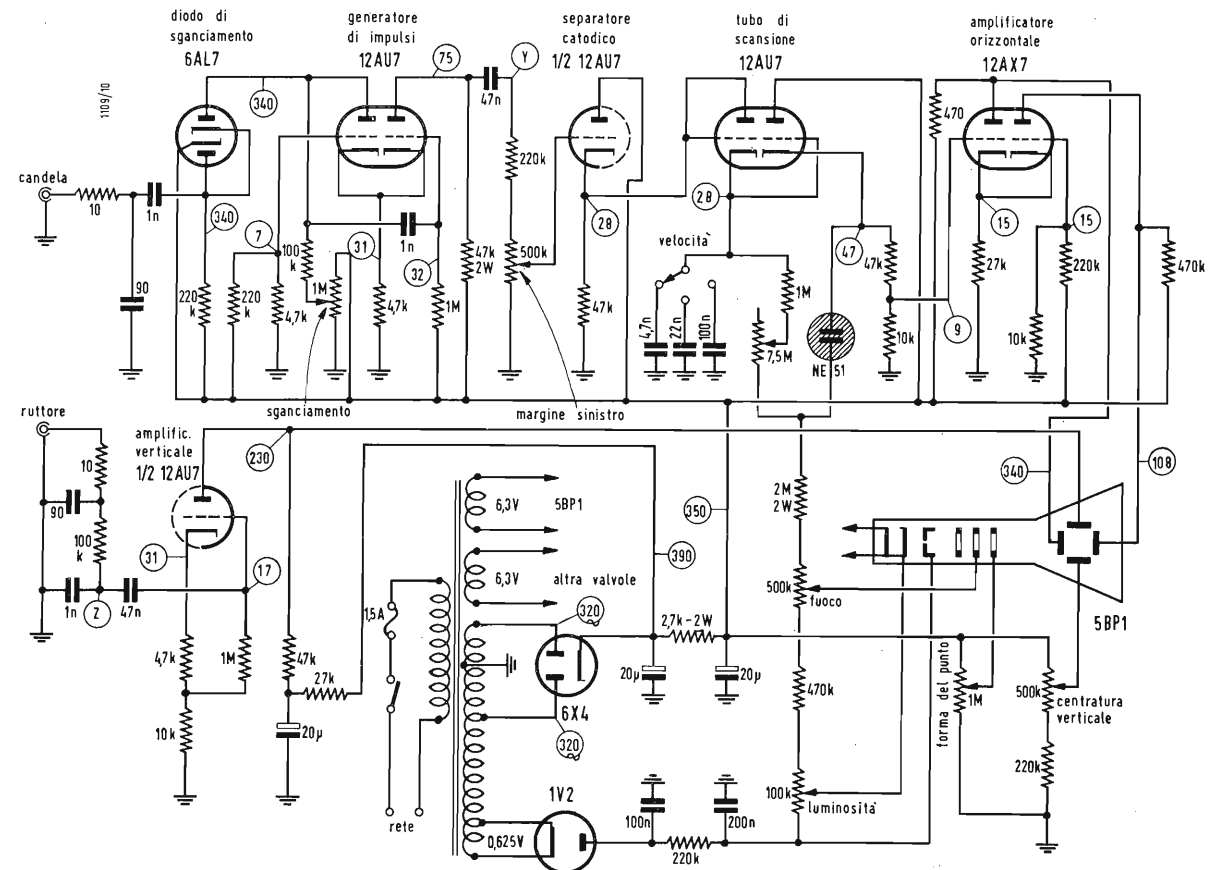 diodo di
sganciamento
6AL7
generatore
di impulsi
12AU7
separatore
catodico
1/2 12AU7
tubo di
scansione
12AU7
amplificatore
orizzontale
12AX7
1109/10
340
75
Y
47n
470
candela
10
1n
340
90
220
k
220
k
7
4,7k
100
k
1M
31
4,7k
1n
32
1M
47k
2W
220k
500k
28
47k
28
velocità
4,7n
22n
100n
1M
7,5M
NE 51
47
47k
10k
9
15
27k
15
10k
220k
470k
sganciamento
margine sinistro
ruttore
10
90
100
k
1n
Z
47n
amplific.
verticale
1/2 12AU7
230
31
17
4,7k
1M
10k
47k
27k
20µ
1,5A
rete
6,3V
5BP1
6,3V
altra valvole
320
6X4
320
0,625V
1V2
390
2,7k-2W
20µ
20µ
350
100n
220k
200n
2M
2W
500k
fuoco
470k
100k
luminosità
340
108
5BP1
forma del punto
1M
500k
centratura
verticale
220k